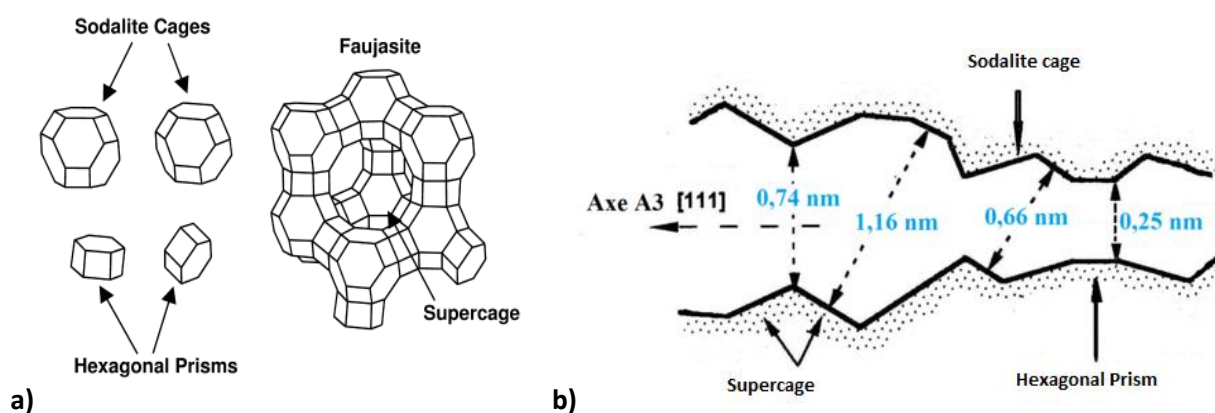 Sodalite Cages
Faujasite
Supercage
Hexagonal Prisms
a)
Sodalite cage
Axe A3 [111]
0,74 nm
1,16 nm
0,66 nm
0,25 nm
Supercage
Hexagonal Prism
b)